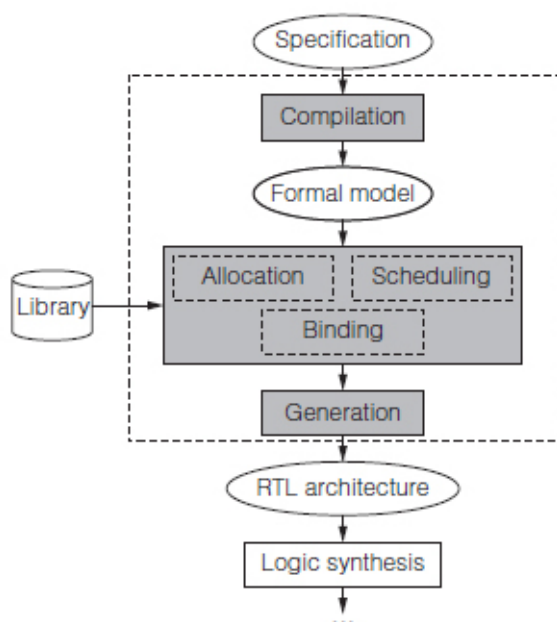 Specification
Compilation
Formal model
Allocation
Scheduling
Library
Binding
Generation
RTL architecture
Logic synthesis
...